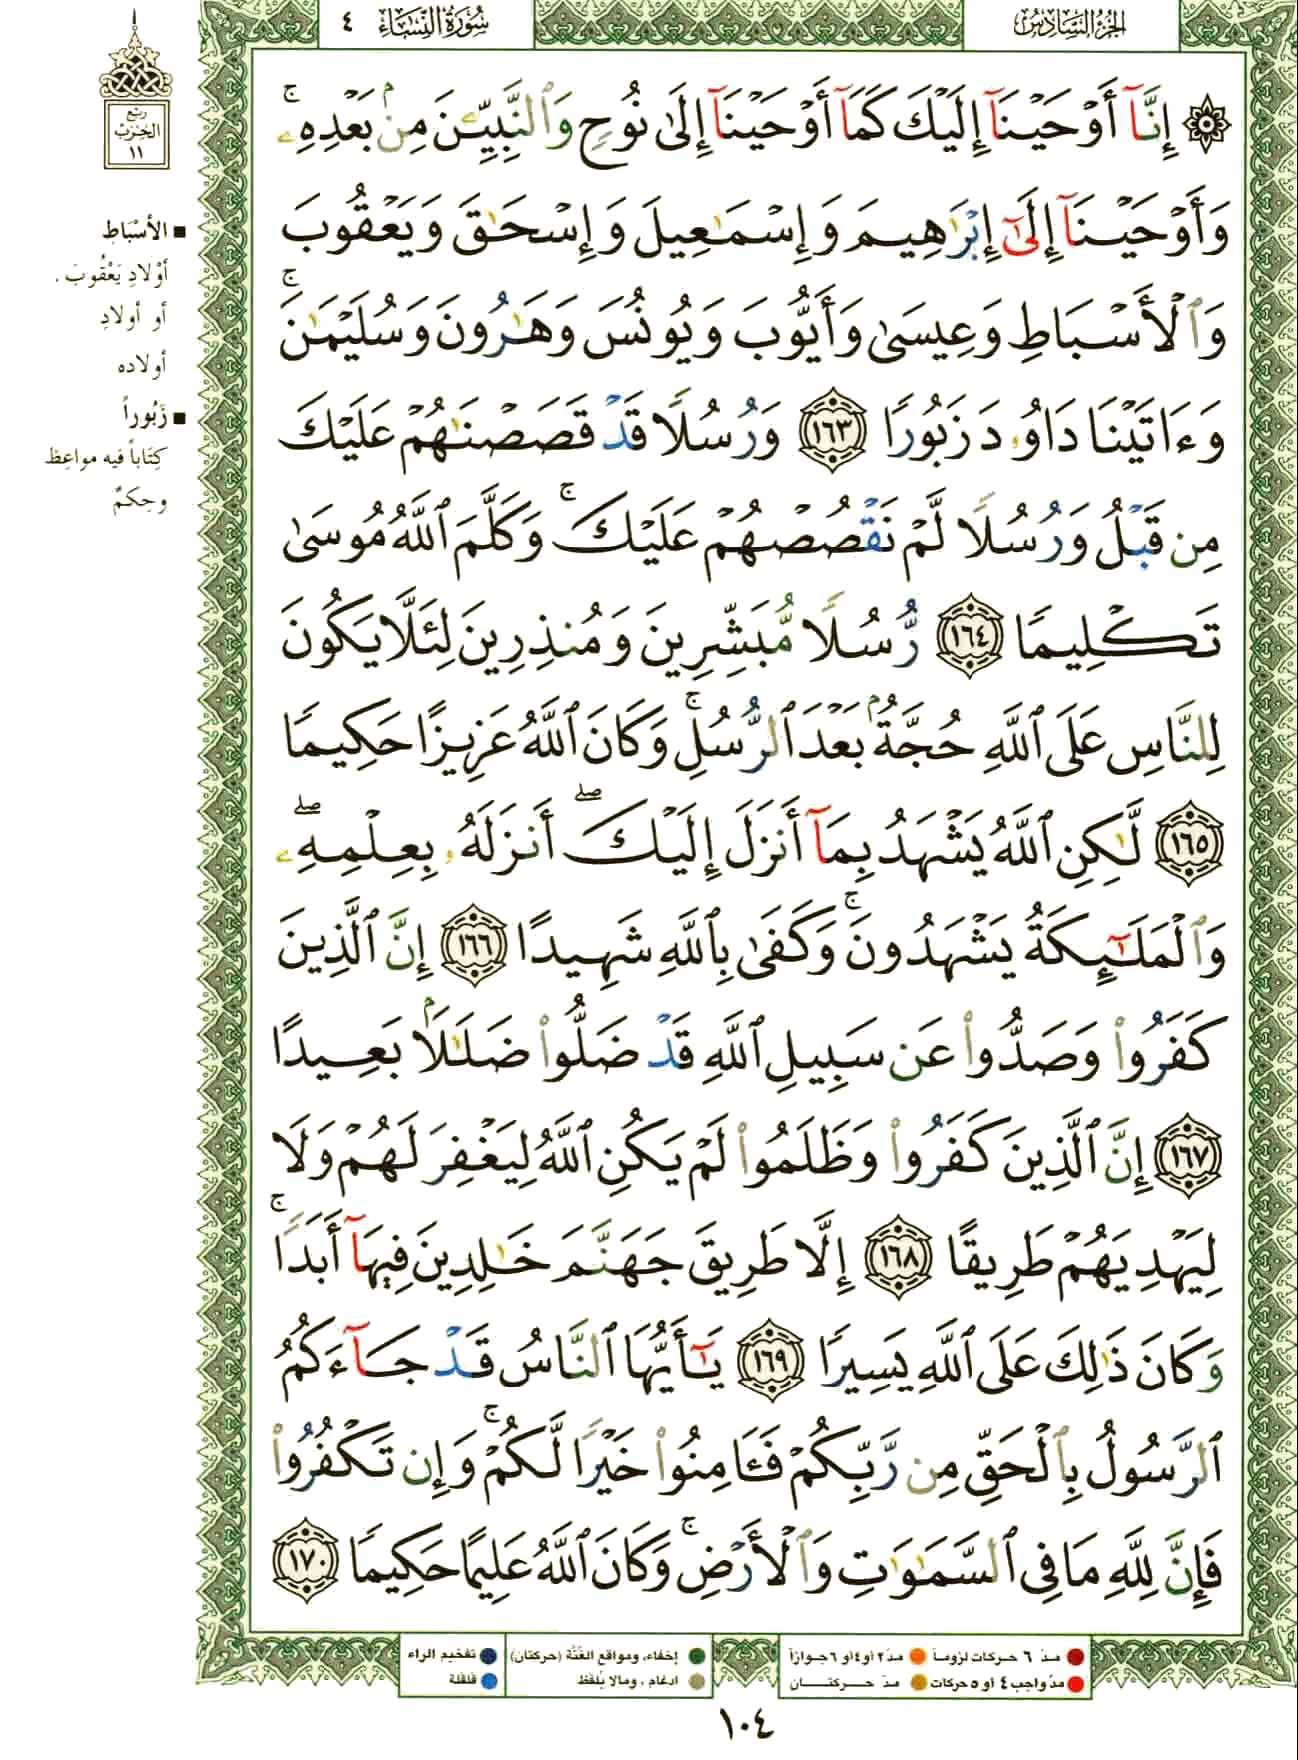 الجزء السادس
سورة النساء ٤
ربع
الحزب
١١
۞ إِنَّآ أَوْحَيْنَآ إِلَيْكَ كَمَآ أَوْحَيْنَآ إِلَىٰ نُوحٍ وَٱلنَّبِيِّۦنَ مِنۢ بَعْدِهِۦ ۚ
وَأَوْحَيْنَآ إِلَىٰٓ إِبْرَٰهِيمَ وَإِسْمَٰعِيلَ وَإِسْحَٰقَ وَيَعْقُوبَ
وَٱلْأَسْبَاطِ وَعِيسَىٰ وَأَيُّوبَ وَيُونُسَ وَهَٰرُونَ وَسُلَيْمَٰنَ ۚ
وَءَاتَيْنَا دَاوُۥدَ زَبُورًا ١٦٣ وَرُسُلًا قَدْ قَصَصْنَٰهُمْ عَلَيْكَ
مِن قَبْلُ وَرُسُلًا لَّمْ نَقْصُصْهُمْ عَلَيْكَ ۚ وَكَلَّمَ ٱللَّهُ مُوسَىٰ
تَكْلِيمًا ١٦٤ رُّسُلًا مُّبَشِّرِينَ وَمُنذِرِينَ لِئَلَّا يَكُونَ
لِلنَّاسِ عَلَى ٱللَّهِ حُجَّةٌۢ بَعْدَ ٱلرُّسُلِ ۚ وَكَانَ ٱللَّهُ عَزِيزًا حَكِيمًا
١٦٥ لَّٰكِنِ ٱللَّهُ يَشْهَدُ بِمَآ أَنزَلَ إِلَيْكَ ۖ أَنزَلَهُۥ بِعِلْمِهِۦ ۖ
وَٱلْمَلَٰٓئِكَةُ يَشْهَدُونَ ۚ وَكَفَىٰ بِٱللَّهِ شَهِيدًا ١٦٦ إِنَّ ٱلَّذِينَ
كَفَرُوا۟ وَصَدُّوا۟ عَن سَبِيلِ ٱللَّهِ قَدْ ضَلُّوا۟ ضَلَٰلًۢا بَعِيدًا
١٦٧ إِنَّ ٱلَّذِينَ كَفَرُوا۟ وَظَلَمُوا۟ لَمْ يَكُنِ ٱللَّهُ لِيَغْفِرَ لَهُمْ وَلَا
لِيَهْدِيَهُمْ طَرِيقًا ١٦٨ إِلَّا طَرِيقَ جَهَنَّمَ خَٰلِدِينَ فِيهَآ أَبَدًا ۚ
وَكَانَ ذَٰلِكَ عَلَى ٱللَّهِ يَسِيرًا ١٦٩ يَٰٓأَيُّهَا ٱلنَّاسُ قَدْ جَآءَكُمُ
ٱلرَّسُولُ بِٱلْحَقِّ مِن رَّبِّكُمْ فَـَٔامِنُوا۟ خَيْرًا لَّكُمْ ۚ وَإِن تَكْفُرُوا۟
فَإِنَّ لِلَّهِ مَا فِى ٱلسَّمَٰوَٰتِ وَٱلْأَرْضِ ۚ وَكَانَ ٱللَّهُ عَلِيمًا حَكِيمًا ١٧٠
■ الأسْبَاطِ
أوْلادِ يَعْقُوبَ.
أو أولادِ
أولاده
■ زَبُوراً
كِتَاباً فيه مواعِظ
وحِكَمٌ
مدّ ٦ حركات لزوماً مدّ ٢ أو ٤ أو ٦ جوازاً
مدّ واجب ٤ أو ٥ حركات مدّ حركتان
إخفاء، ومواقع الغُنَّة (حركتان) تفخيم الراء
ادغام، ومالا يُلفَظ قلقلة
١٠٤